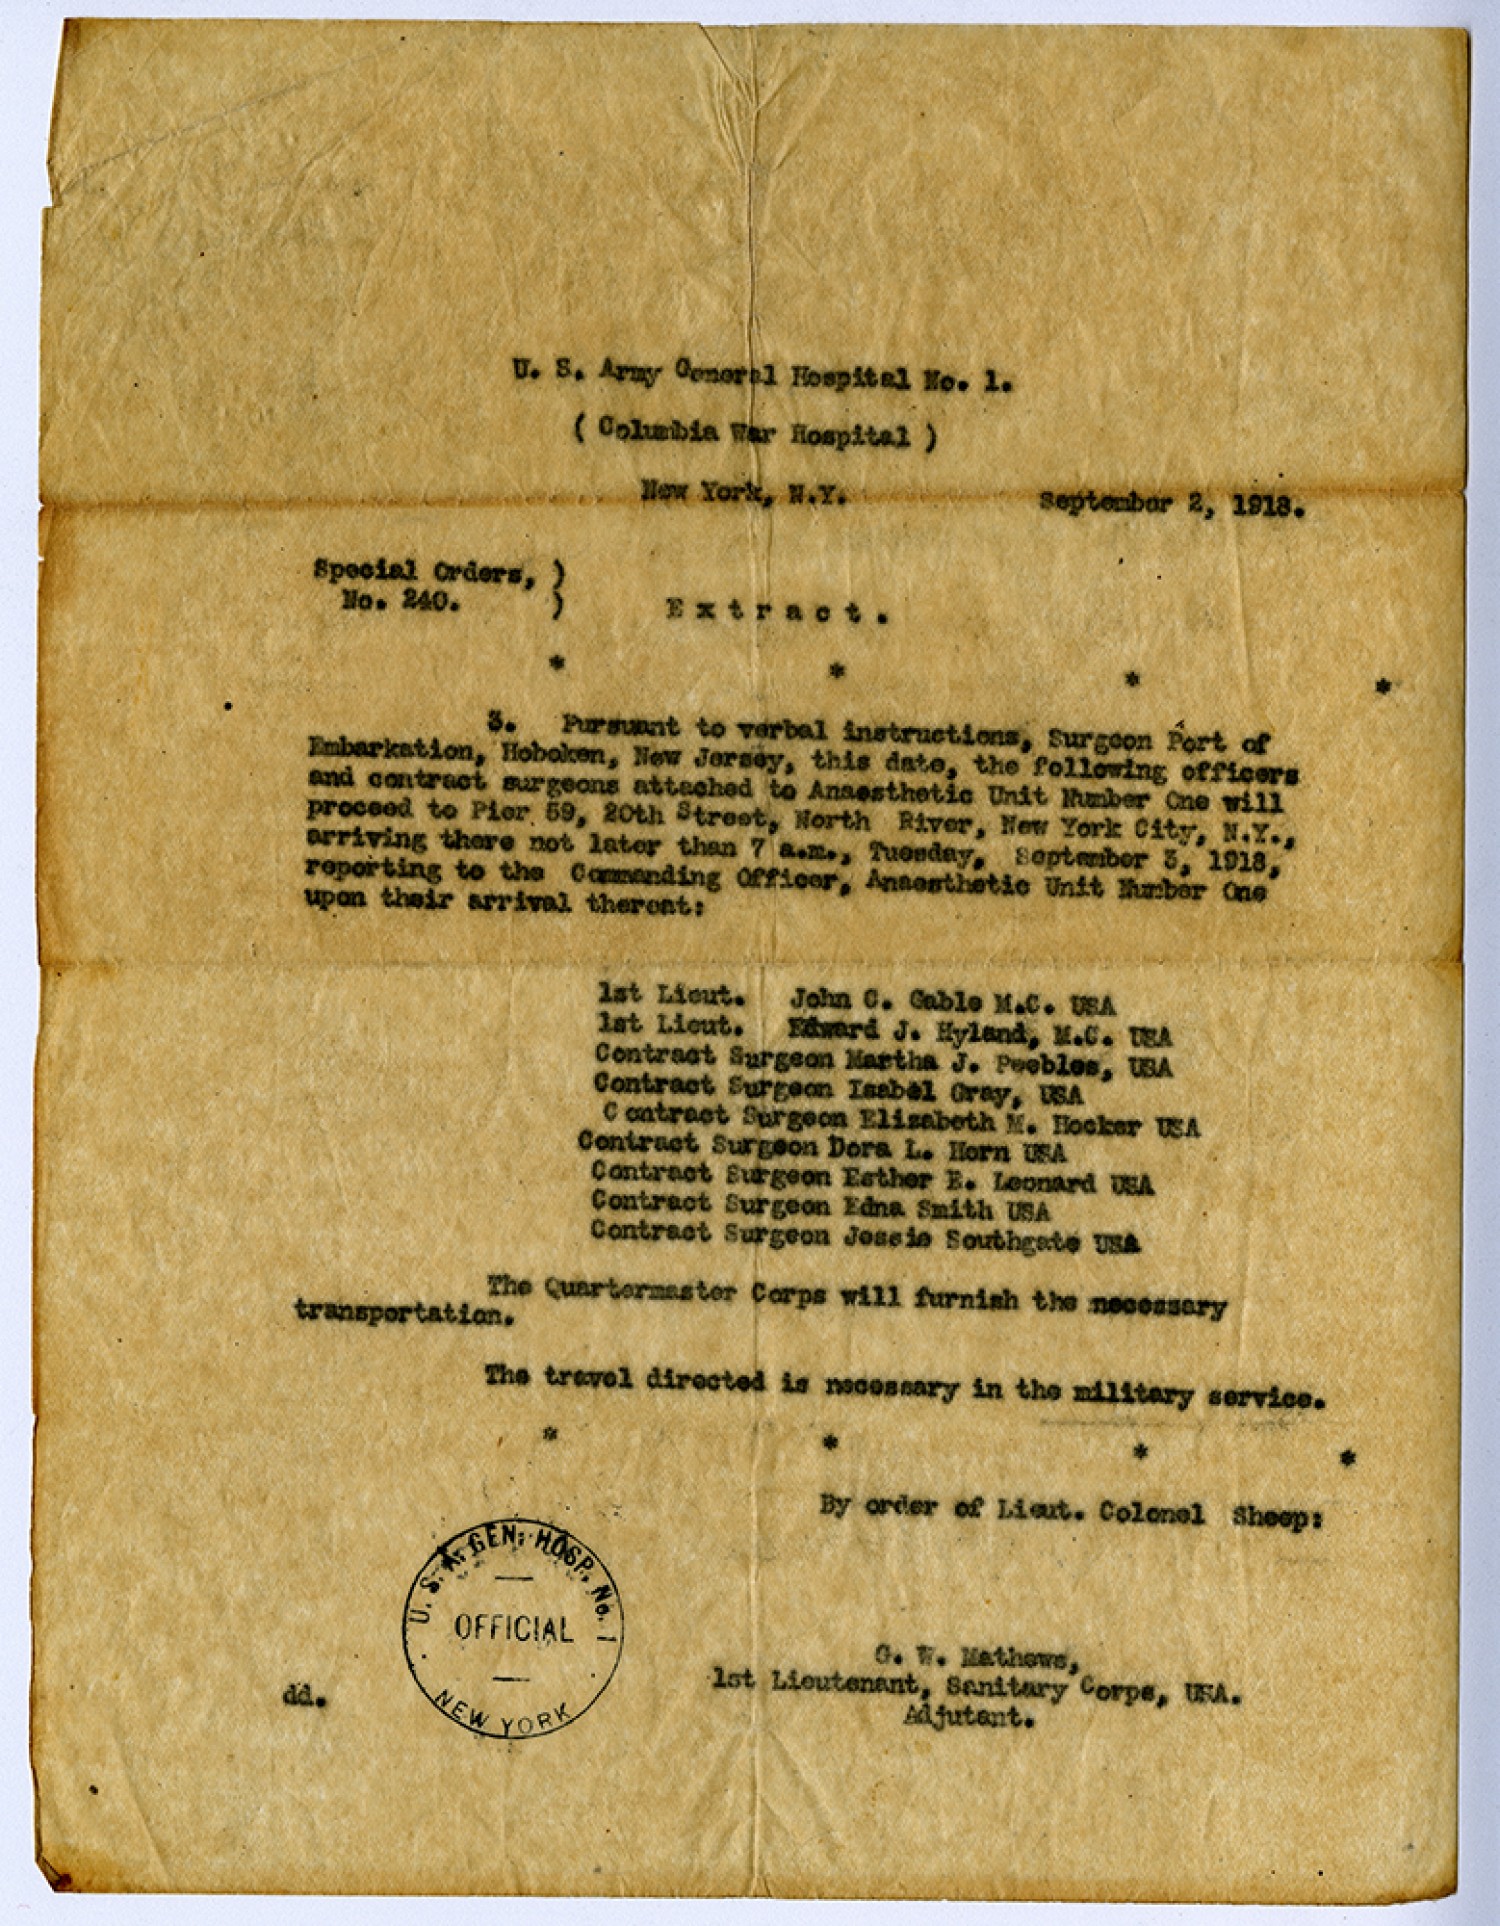 U. S. Army General Hospital No. 1.
( Columbia War Hospital )
New York, N.Y. September 2, 1918.
Special Orders, )
No. 240. ) E x t r a c t .
* * * *
3. Pursuant to verbal instructions, Surgeon Port of
Embarkation, Hoboken, New Jersey, this date, the following officers
and contract surgeons attached to Anaesthetic Unit Number One will
proceed to Pier 59, 20th Street, North River, New York City, N.Y.,
arriving there not later than 7 a.m., Tuesday, September 3, 1918,
reporting to the Commanding Officer, Anaesthetic Unit Number One
upon their arrival thereat:
1st Lieut. John C. Gable M.C. USA
1st Lieut. Edward J. Hyland, M.C. USA
Contract Surgeon Martha J. Peebles, USA
Contract Surgeon Isabel Gray, USA
C ontract Surgeon Elizabeth M. Hocker USA
Contract Surgeon Dora L. Horn USA
Contract Surgeon Esther E. Leonard USA
Contract Surgeon Edna Smith USA
Contract Surgeon Jessie Southgate USA
The Quartermaster Corps will furnish the necessary
transportation.
The travel directed is necessary in the military service.
* * * *
By order of Lieut. Colonel Sheep:
U. S. A. GEN. HOSP. No. 1
OFFICIAL
NEW YORK
G. W. Mathews,
1st Lieutenant, Sanitary Corps, USA.
dd.
Adjutant.